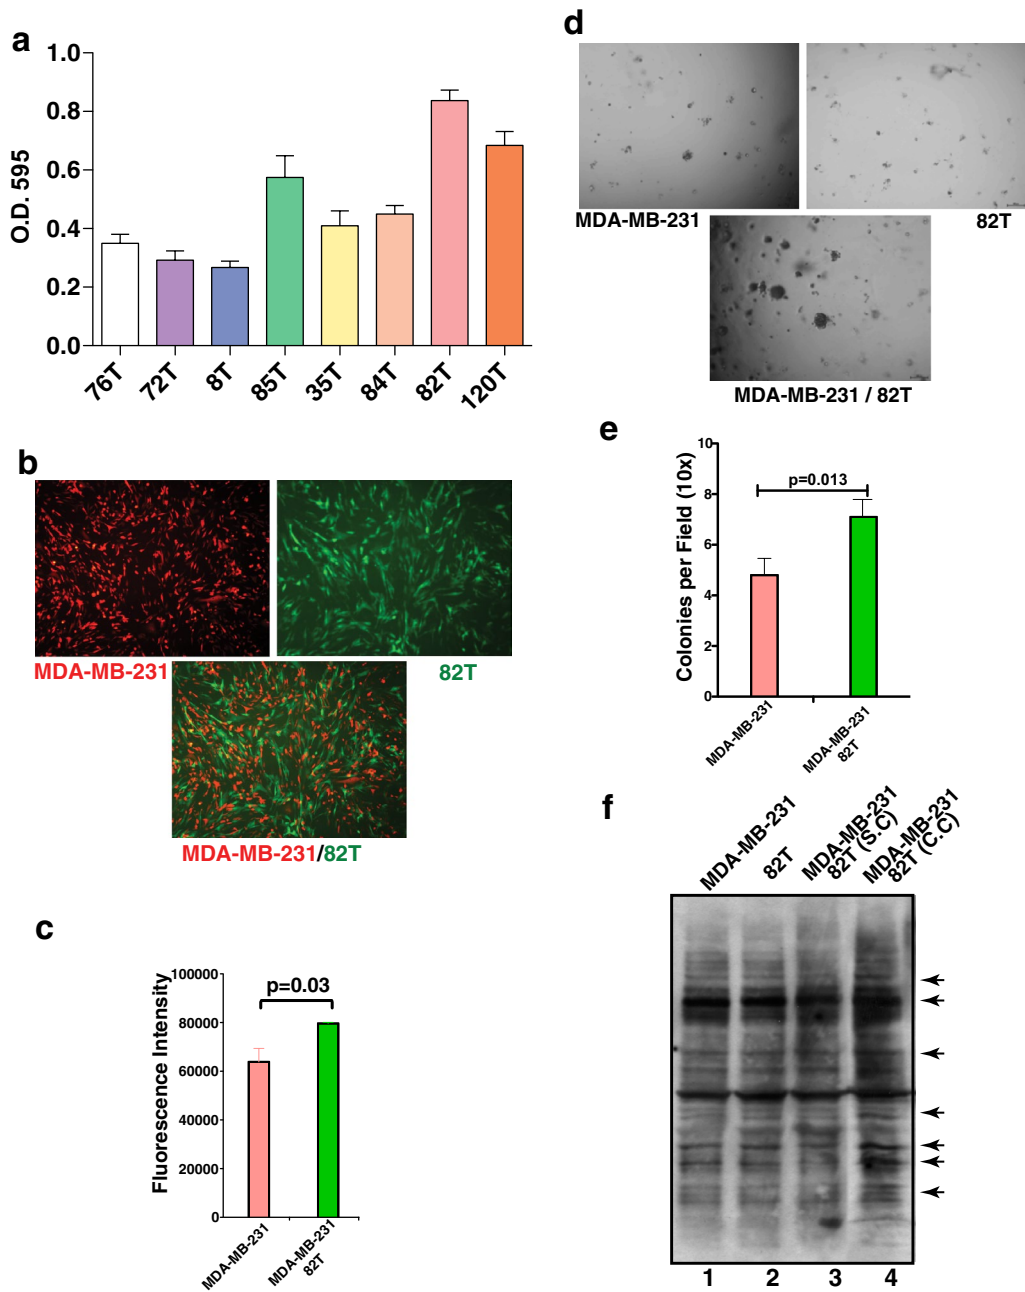 a
1.0
0.8
0.6
0.4
0.2
0.0
O.D. 595
76T
72T
8T
85T
35T
84T
82T
120T
b
MDA-MB-231
82T
MDA-MB-231/82T
c
Fluorescence Intensity
100000
80000
60000
40000
20000
0
p=0.03
MDA-MB-231
MDA-MB-231
82T
d
MDA-MB-231
82T
MDA-MB-231 / 82T
e
Colonies per Field (10x)
10
8
6
4
2
0
p=0.013
MDA-MB-231
MDA-MB-231
82T
f
MDA-MB-231
82T
MDA-MB-231
82T (S.C)
MDA-MB-231
82T (C.C)
1
2
3
4